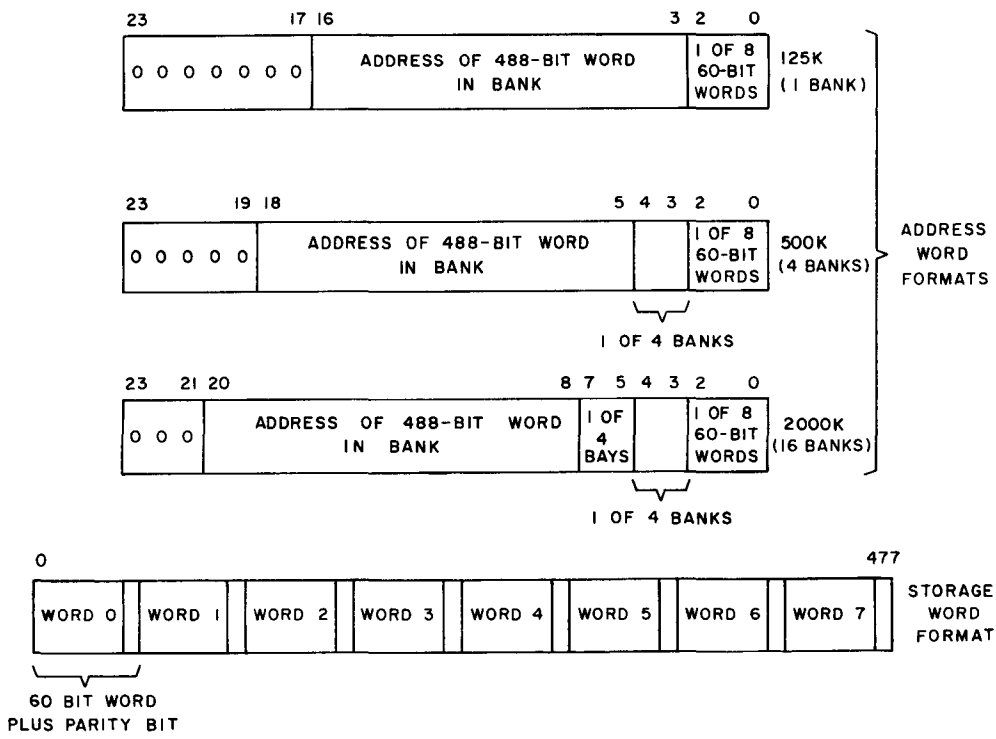 23 17 16 3 2 0
0 0 0 0 0 0 0
ADDRESS OF 488-BIT WORD
IN BANK
1 OF 8
60-BIT
WORDS
125K
(1 BANK)
23 19 18 5 4 3 2 0
0 0 0 0 0
ADDRESS OF 488-BIT WORD
IN BANK
1 OF 8
60-BIT
WORDS
500K
(4 BANKS)
1 OF 4 BANKS
ADDRESS
WORD
FORMATS
23 21 20 8 7 5 4 3 2 0
0 0 0
ADDRESS OF 488-BIT WORD
IN BANK
1 OF
4
BAYS
1 OF 8
60-BIT
WORDS
2000K
(16 BANKS)
1 OF 4 BANKS
0 477
WORD 0 WORD 1 WORD 2 WORD 3 WORD 4 WORD 5 WORD 6 WORD 7
STORAGE
WORD
FORMAT
60 BIT WORD
PLUS PARITY BIT